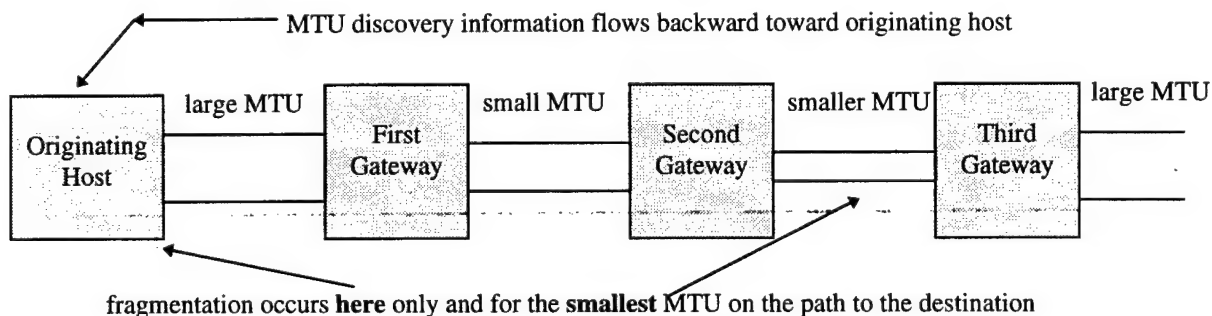 MTU discovery information flows backward toward originating host
large MTU
small MTU
smaller MTU
large MTU
Originating
Host
First
Gateway
Second
Gateway
Third
Gateway
fragmentation occurs here only and for the smallest MTU on the path to the destination